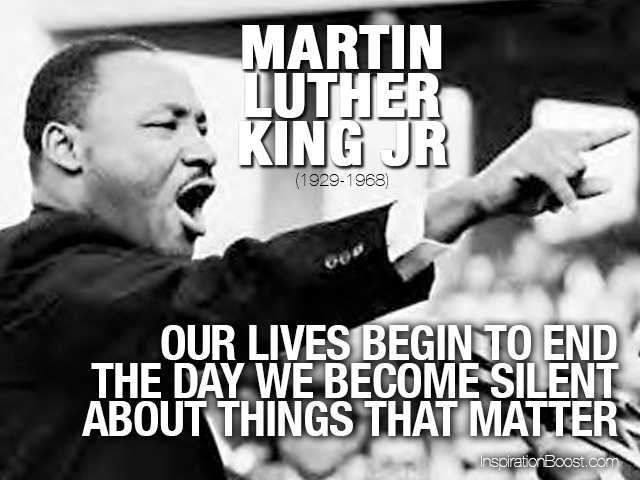 MARTIN
LUTHER
KING JR
(1929-1968)
OUR LIVES BEGIN TO END
THE DAY WE BECOME SILENT
ABOUT THINGS THAT MATTER
InspirationBoost.com